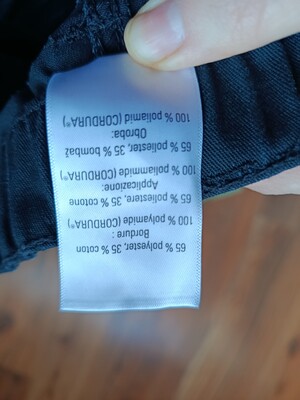 65 % polyester, 35 % coton
Bordure :
100 % polyamide (CORDURA®)
65 % poliestere, 35 % cotone
Applicazione:
100 % poliammide (CORDURA®)
65 % poliester, 35 % bombaž
Obroba:
100 % poliamid (CORDURA®)